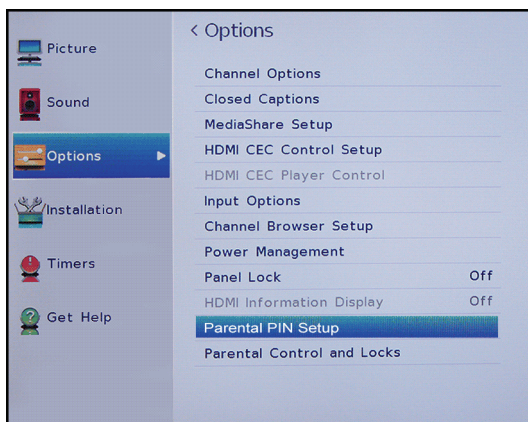 Picture
Sound
Options
Installation
Timers
Get Help
< Options
Channel Options
Closed Captions
MediaShare Setup
HDMI CEC Control Setup
HDMI CEC Player Control
Input Options
Channel Browser Setup
Power Management
Panel Lock Off
HDMI Information Display Off
Parental PIN Setup
Parental Control and Locks